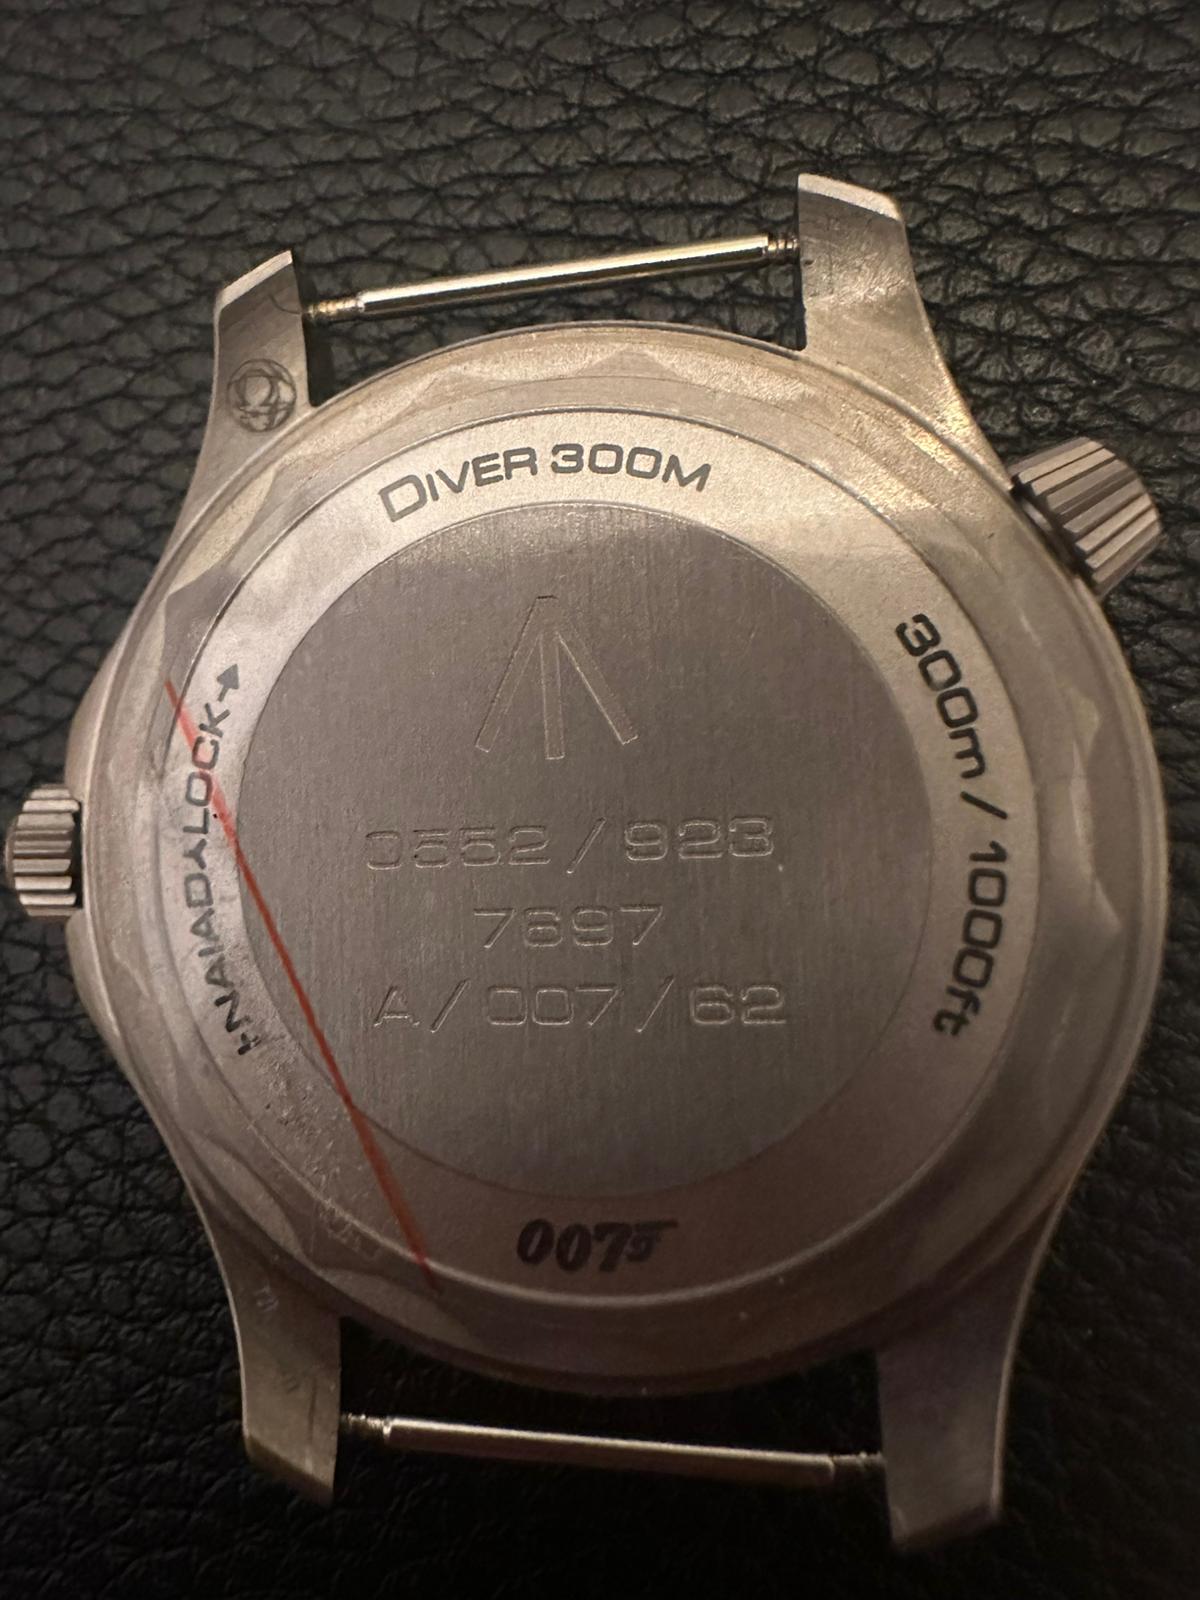 DIVER 300M
300m / 1000ft
NAIAD LOCK
0552 / 923
7697
A / 007 / 62
007